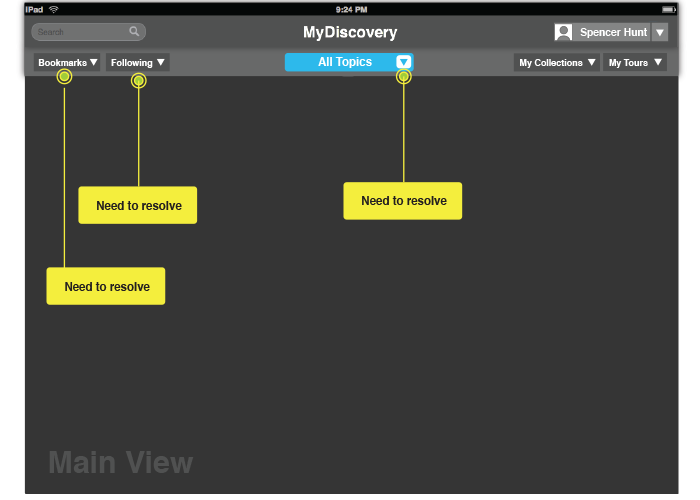 iPad 9:24 PM
Search MyDiscovery Spencer Hunt
Bookmarks Following All Topics My Collections My Tours
Need to resolve Need to resolve
Need to resolve
Main View